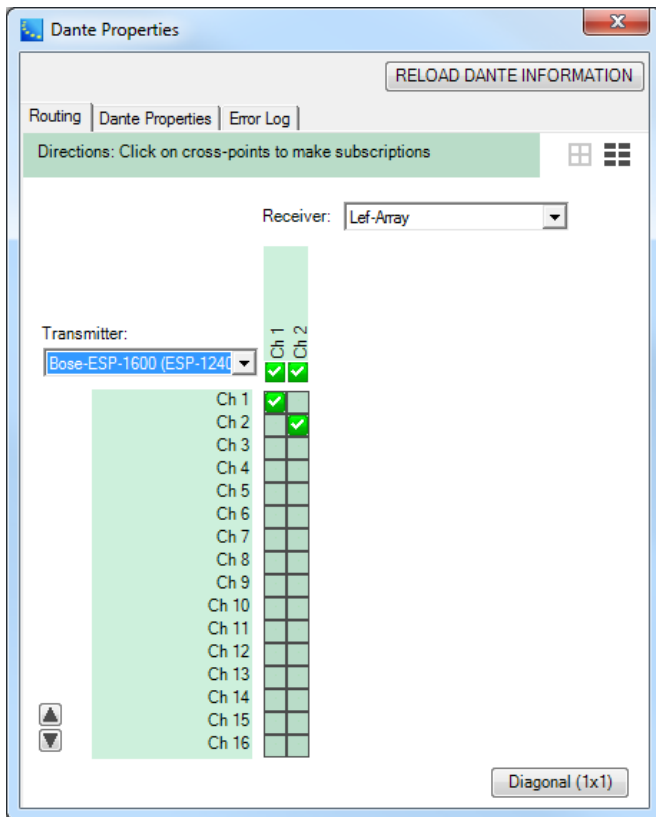 Dante Properties
RELOAD DANTE INFORMATION
Routing Dante Properties Error Log
Directions: Click on cross-points to make subscriptions
Receiver: Lef-Array
Transmitter:
Bose-ESP-1600 (ESP-1240
Ch 1 Ch 2
Ch 1
Ch 2
Ch 3
Ch 4
Ch 5
Ch 6
Ch 7
Ch 8
Ch 9
Ch 10
Ch 11
Ch 12
Ch 13
Ch 14
Ch 15
Ch 16
Diagonal (1x1)